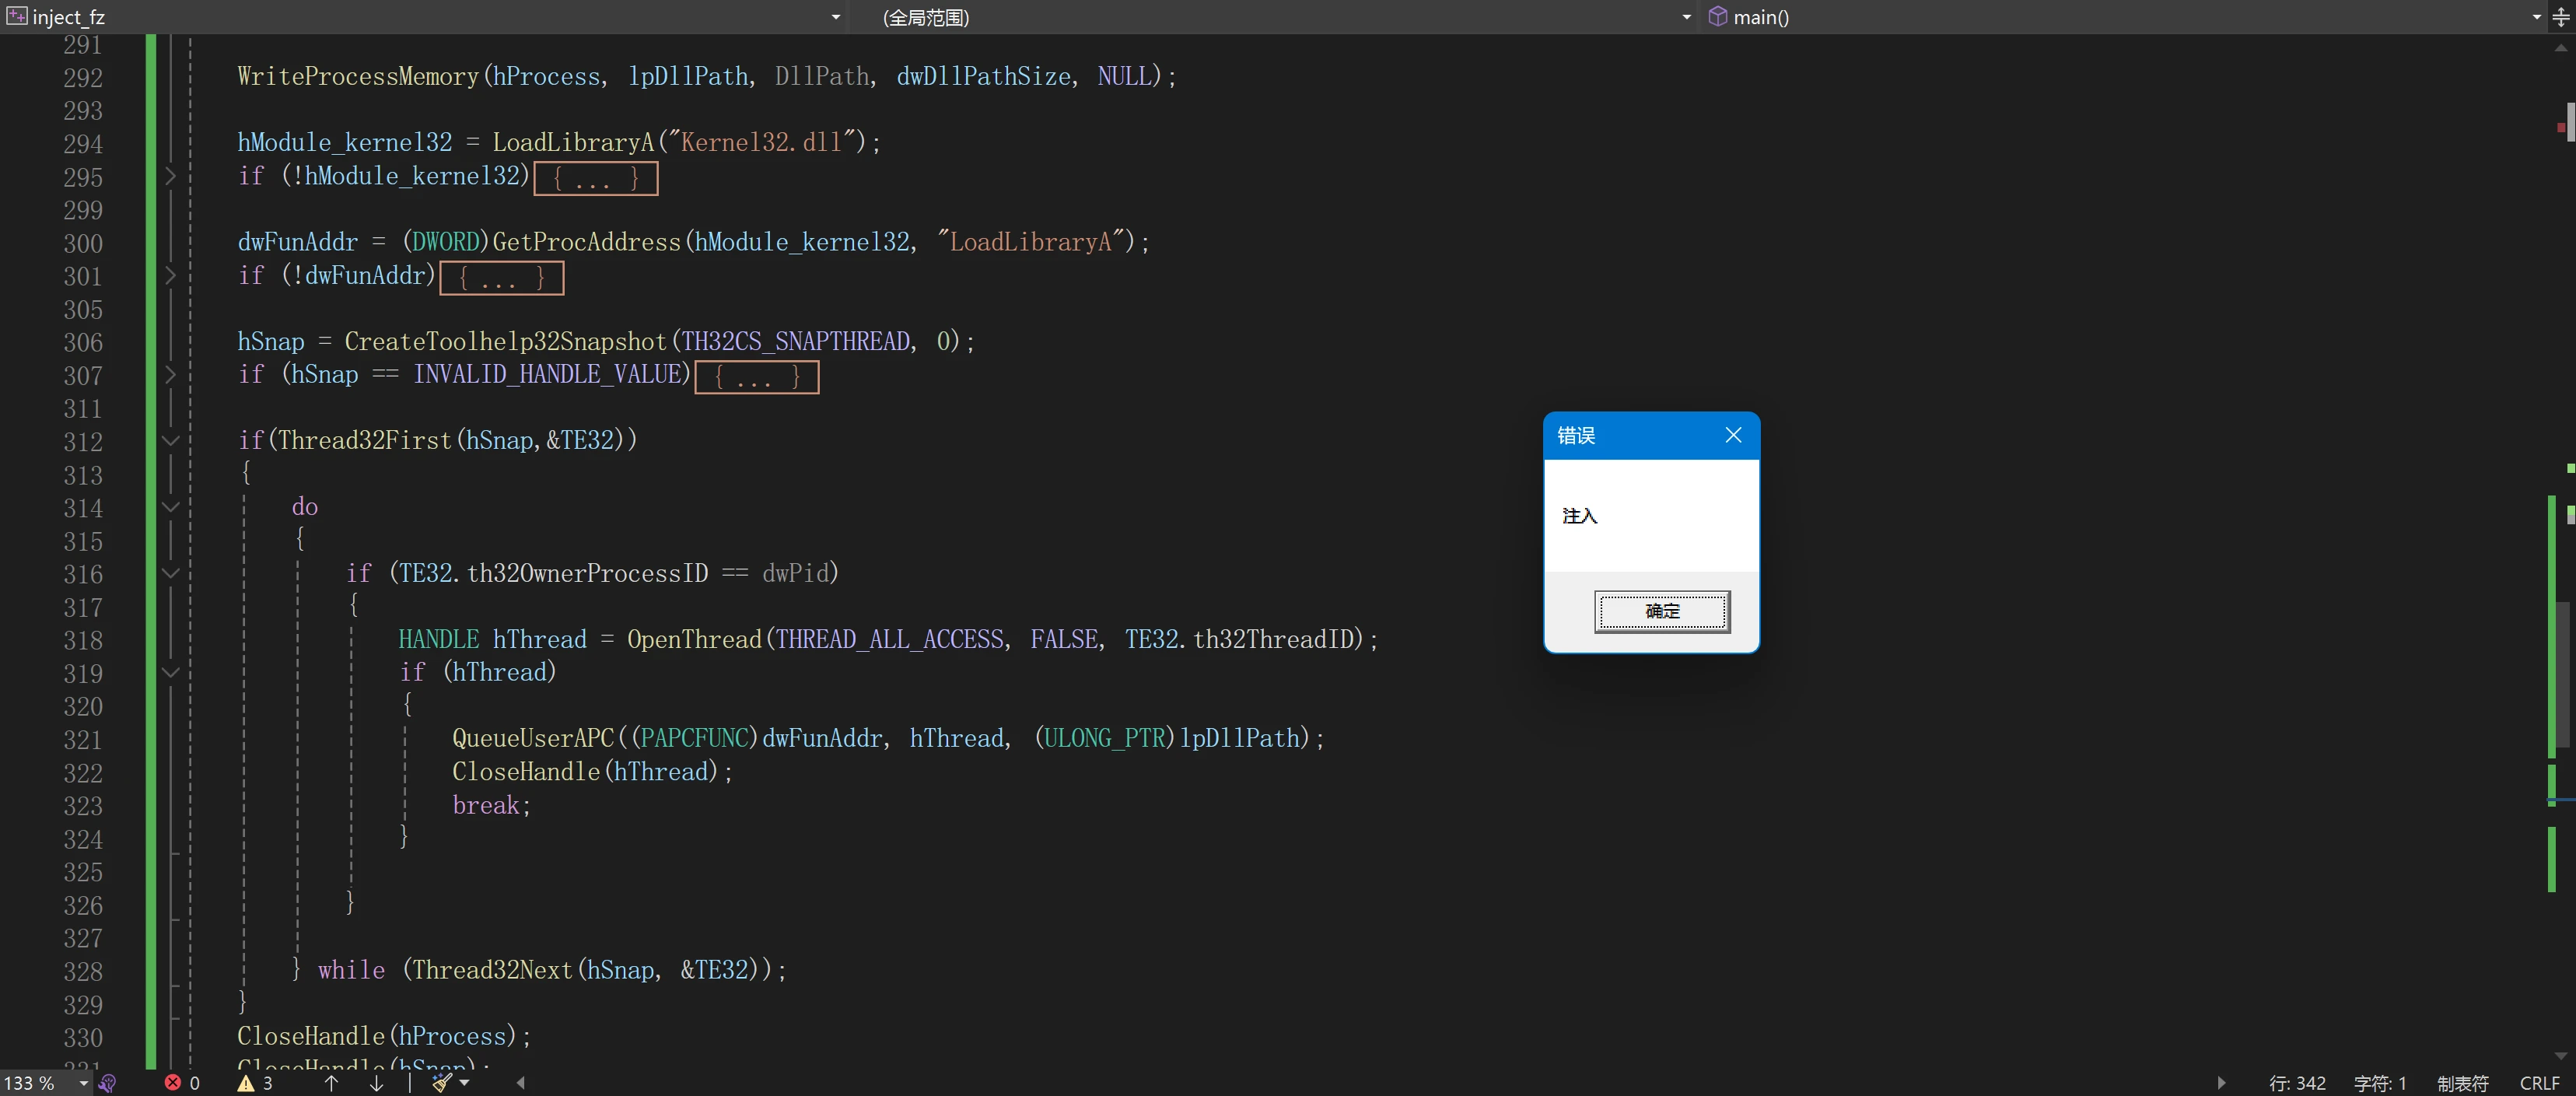 inject_fz (全局范围) main()
291
292 WriteProcessMemory(hProcess, lpDllPath, DllPath, dwDllPathSize, NULL);
293
294 hModule_kernel32 = LoadLibraryA("Kernel32.dll");
295 if (!hModule_kernel32){ ... }
299
300 dwFunAddr = (DWORD)GetProcAddress(hModule_kernel32, "LoadLibraryA");
301 if (!dwFunAddr){ ... }
305
306 hSnap = CreateToolhelp32Snapshot(TH32CS_SNAPTHREAD, 0);
307 if (hSnap == INVALID_HANDLE_VALUE){ ... }
311
312 if(Thread32First(hSnap,&TE32))
313 {
314 do
315 {
316 if (TE32.th32OwnerProcessID == dwPid)
317 {
318 HANDLE hThread = OpenThread(THREAD_ALL_ACCESS, FALSE, TE32.th32ThreadID);
319 if (hThread)
320 {
321 QueueUserAPC((PAPCFUNC)dwFunAddr, hThread, (ULONG_PTR)lpDllPath);
322 CloseHandle(hThread);
323 break;
324 }
325
326 }
327
328 } while (Thread32Next(hSnap, &TE32));
329 }
330 CloseHandle(hProcess);
331 CloseHandle(hSnap);
错误
注入
确定
133 % 0 3 行: 342 字符: 1 制表符 CRLF